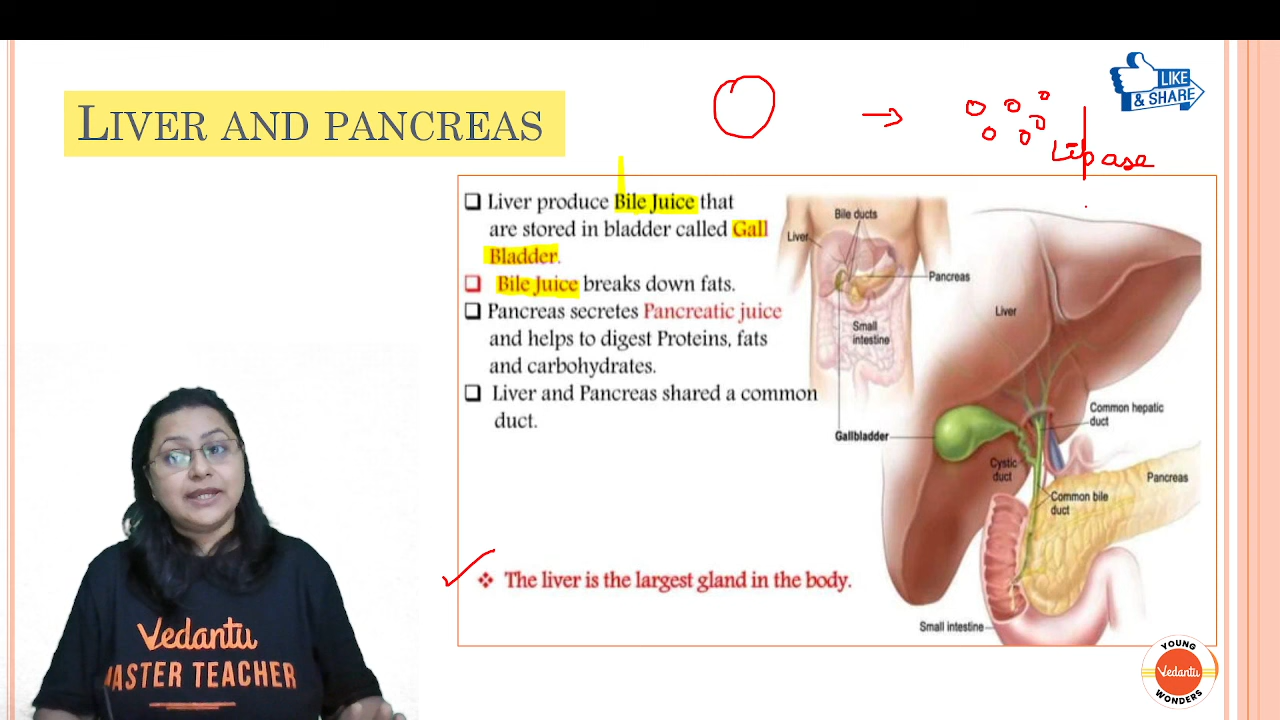 LIVER AND PANCREAS
LIKE
& SHARE
Lipase
Liver produce Bile Juice that
are stored in bladder called Gall
Bladder.
Bile Juice breaks down fats.
Pancreas secretes Pancreatic juice
and helps to digest Proteins, fats
and carbohydrates.
Liver and Pancreas shared a common
duct.
The liver is the largest gland in the body.
Bile ducts
Liver
Pancreas
Small
intestine
Gallbladder
Liver
Common hepatic
duct
Cystic
duct
Pancreas
Common bile
duct
Small intestine
Vedantu
MASTER TEACHER
YOUNG
Vedantu
WONDERS